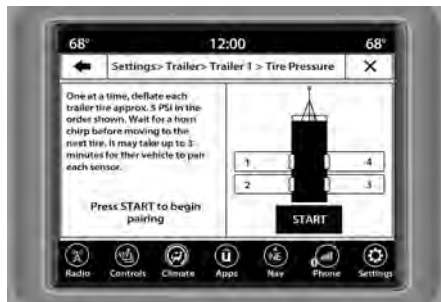 68°
12:00
68°
Settings> Trailer> Trailer 1 > Tire Pressure
X
One at a time, deflate each
trailer tire approx. 5 PSI in the
order shown. Wait for a horn
chirp before moving to the
next tire. It may take up to 3
minutes for ther vehicle to pair
each sensor.
Press START to begin
pairing
1
4
2
3
START
Radio
Controls
Climate
ū
Apps
NE
Nav
Phone
Settings